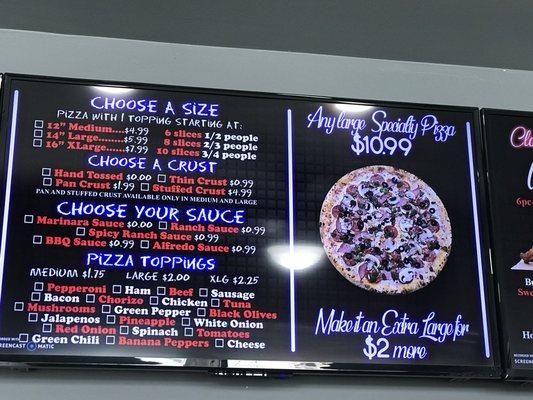 CHOOSE A SIZE
PIZZA WITH 1 TOPPING STARTING AT:
12" Medium....$4.99 6 slices 1/2 people
14" Large......$5.99 8 slices 2/3 people
16" XLarge....$7.99 10 slices 3/4 people
CHOOSE A CRUST
Hand Tossed $0.00 Thin Crust $0.99
Pan Crust $1.99 Stuffed Crust $4.99
PAN AND STUFFED CRUST AVAILABLE ONLY IN MEDIUM AND LARGE
CHOOSE YOUR SAUCE
Marinara Sauce $0.00 Ranch Sauce $0.99
Spicy Ranch Sauce $0.99
BBQ Sauce $0.99 Alfredo Sauce $0.99
PIZZA TOPPINGS
MEDIUM $1.75 LARGE $2.00 XLG $2.25
Pepperoni Ham Beef Sausage
Bacon Chorizo Chicken Tuna
Mushrooms Green Pepper Black Olives
Jalapenos Pineapple White Onion
Red Onion Spinach Tomatoes
Green Chili Banana Peppers Cheese
SCREENCAST MATIC
Any large Specialty Pizza
$10.99
Make it an Extra Large for
$2 more
6pc